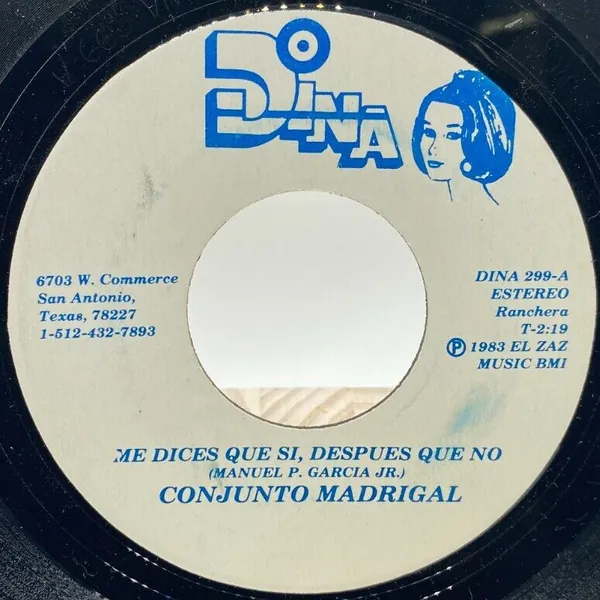 DINA
6703 W. Commerce
San Antonio,
Texas, 78227
1-512-432-7893
DINA 299-A
ESTEREO
Ranchera
T-2:19
Ⓟ 1983 EL ZAZ
MUSIC BMI
ME DICES QUE SI, DESPUES QUE NO
(MANUEL P. GARCIA JR.)
CONJUNTO MADRIGAL